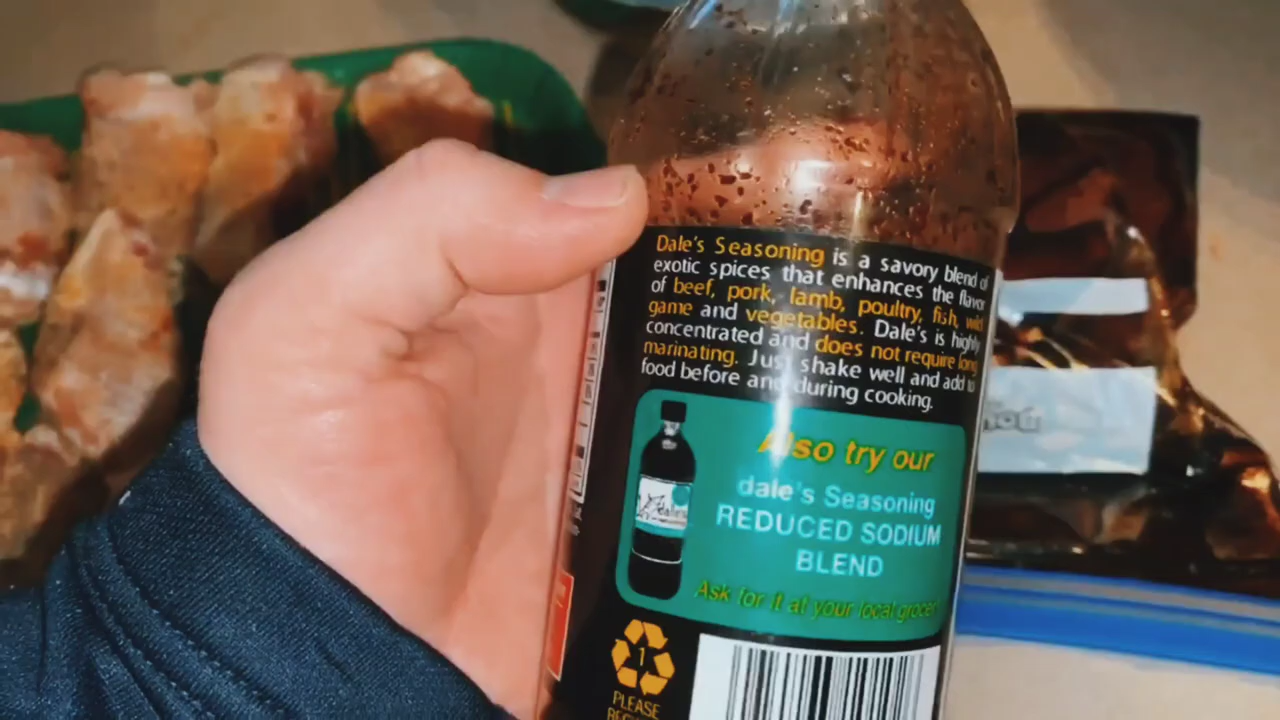 Dale's Seasoning is a savory blend of
exotic spices that enhances the flavor
of beef, pork, lamb, poultry, fish, wild
game and vegetables. Dale's is highly
concentrated and does not require long
marinating. Just shake well and add to
food before and during cooking.
Also try our
dale's Seasoning
REDUCED SODIUM
BLEND
Ask for it at your local grocer
1
PLEASE